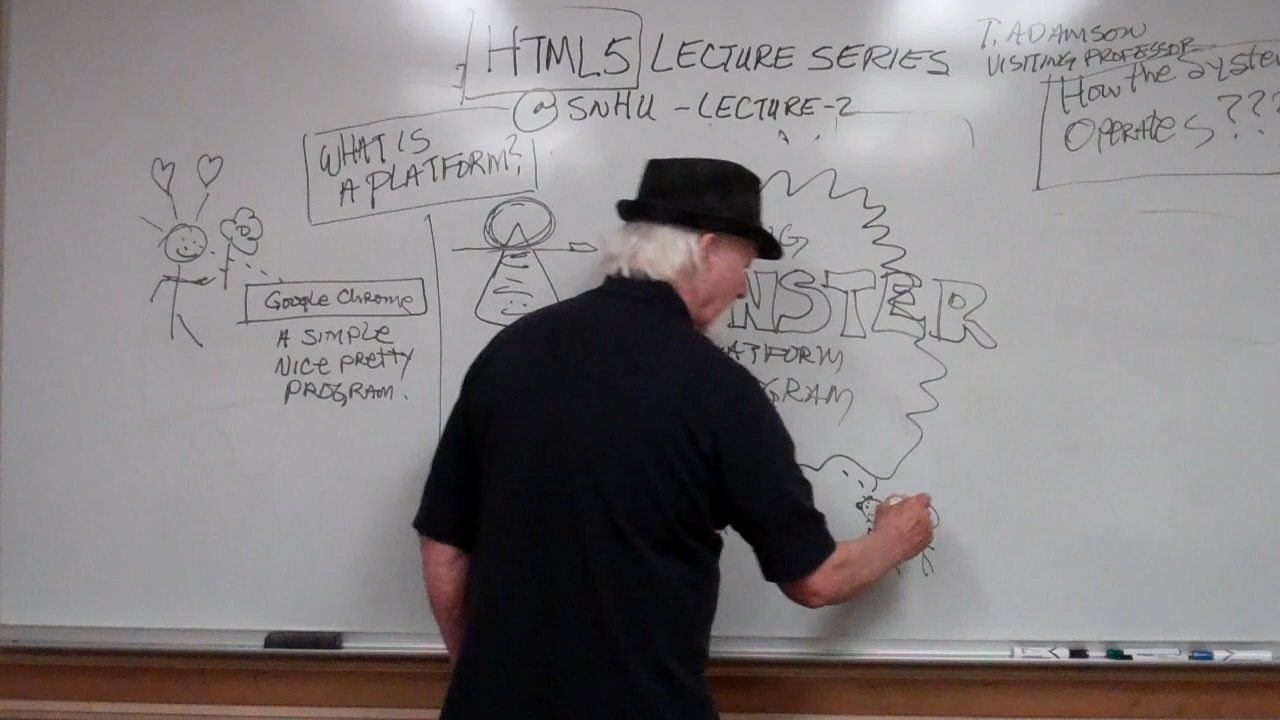 HTML5 LECTURE SERIES
@ SNHU - LECTURE-2
T. ADAMSON
VISITING PROFESSOR
How the System
OPERATES???
WHAT IS
A PLATFORM?
Google Chrome
A SIMPLE
NICE PRETTY
PROGRAM.
NSTER
ATFORM
GRAM